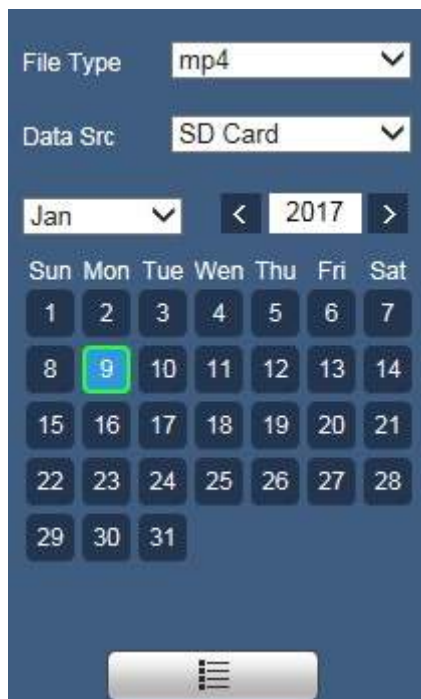 File Type mp4
Data Src SD Card
Jan < 2017 >
Sun Mon Tue Wen Thu Fri Sat
1 2 3 4 5 6 7
8 9 10 11 12 13 14
15 16 17 18 19 20 21
22 23 24 25 26 27 28
29 30 31